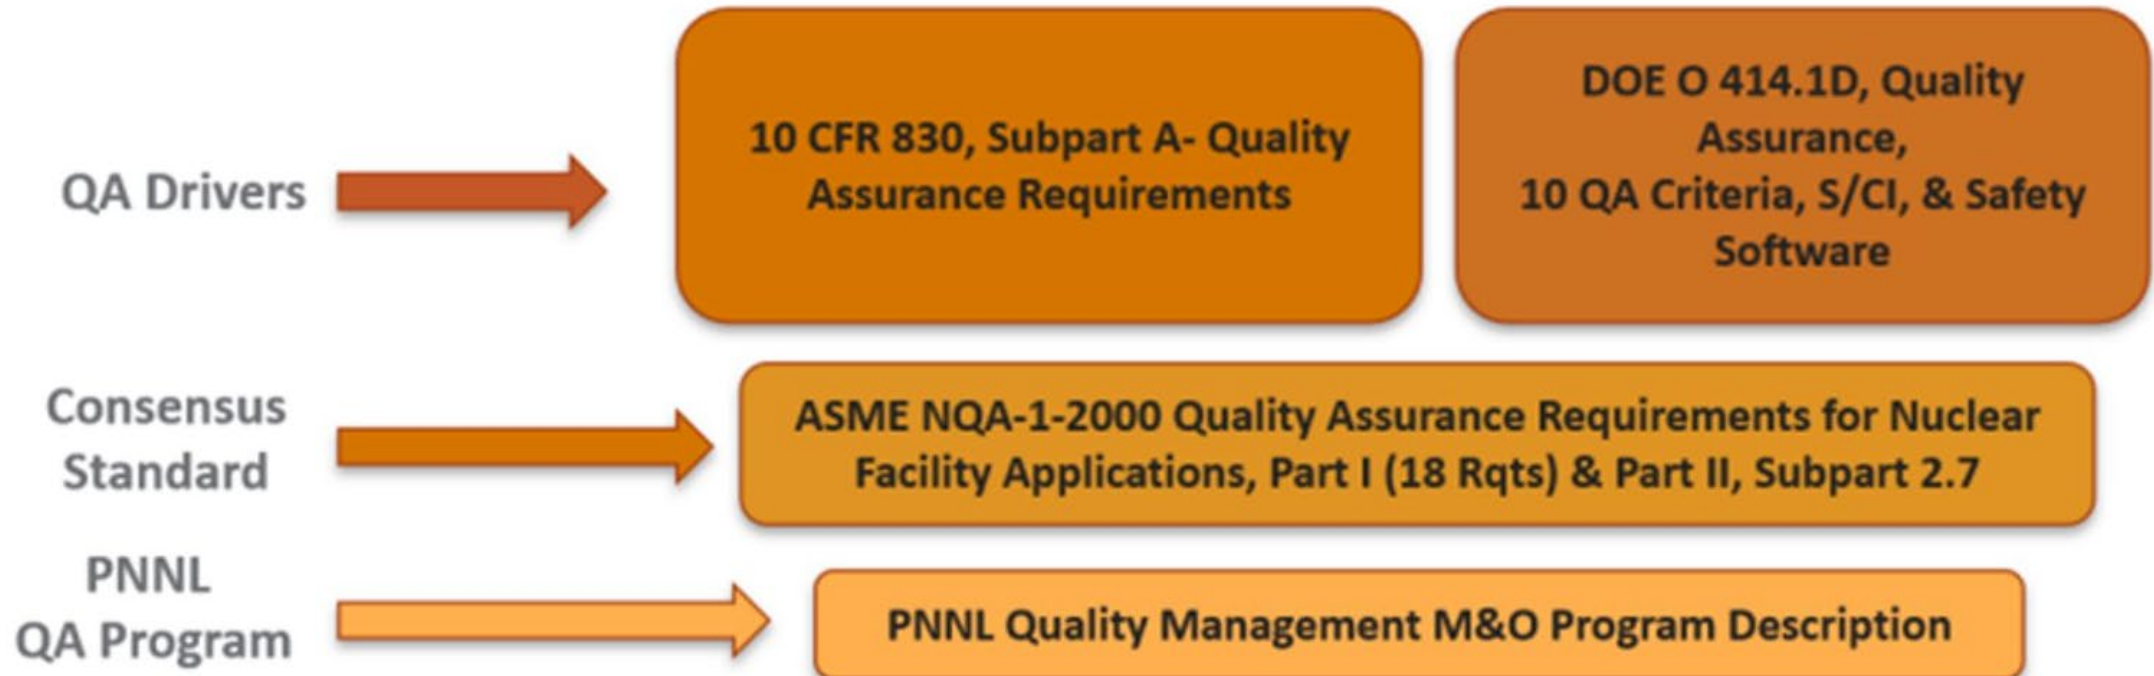 QA Drivers
10 CFR 830, Subpart A- Quality
Assurance Requirements
DOE O 414.1D, Quality
Assurance,
10 QA Criteria, S/CI, & Safety
Software
Consensus
Standard
ASME NQA-1-2000 Quality Assurance Requirements for Nuclear
Facility Applications, Part I (18 Rqts) & Part II, Subpart 2.7
PNNL
QA Program
PNNL Quality Management M&O Program Description